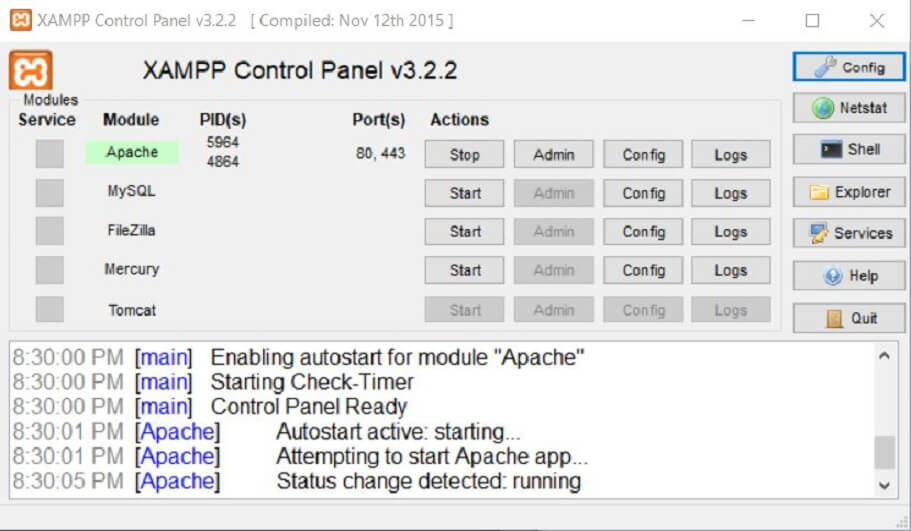 XAMPP Control Panel v3.2.2 [ Compiled: Nov 12th 2015 ]
XAMPP Control Panel v3.2.2
Config
Modules
Service Module PID(s) Port(s) Actions
Netstat
Apache 5964 4864 80, 443 Stop Admin Config Logs
Shell
MySQL Start Admin Config Logs
Explorer
FileZilla Start Admin Config Logs
Services
Mercury Start Admin Config Logs
Help
Tomcat Start Admin Config Logs
Quit
8:30:00 PM [main] Enabling autostart for module "Apache"
8:30:00 PM [main] Starting Check-Timer
8:30:00 PM [main] Control Panel Ready
8:30:01 PM [Apache] Autostart active: starting...
8:30:01 PM [Apache] Attempting to start Apache app...
8:30:05 PM [Apache] Status change detected: running